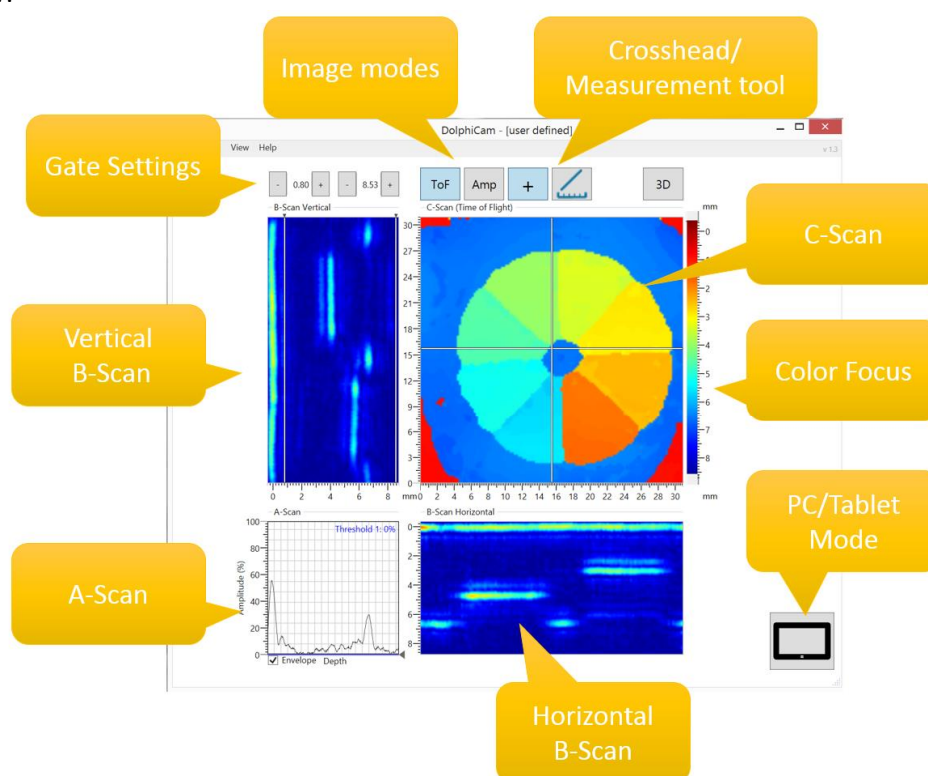 Image modes
Crosshead/
Measurement tool
Gate Settings
DolphiCam - [user defined]
View Help
v 1.3
- 0.80 + - 8.53 +
ToF Amp + 3D
B-Scan Vertical
C-Scan (Time of Flight)
mm
C-Scan
Vertical
B-Scan
Color Focus
30
27
24
21
18
15
12
9
6
3
0
0
-1
-2
-3
-4
-5
-6
-7
-8
0 2 4 6 8 mm
0 2 4 6 8 10 12 14 16 18 20 22 24 26 28 30 mm
PC/Tablet
Mode
A-Scan
A-Scan
B-Scan Horizontal
Threshold 1: 0%
Amplitude (%)
100
80
60
40
20
0
Envelope Depth
0
2
4
6
8
Horizontal
B-Scan